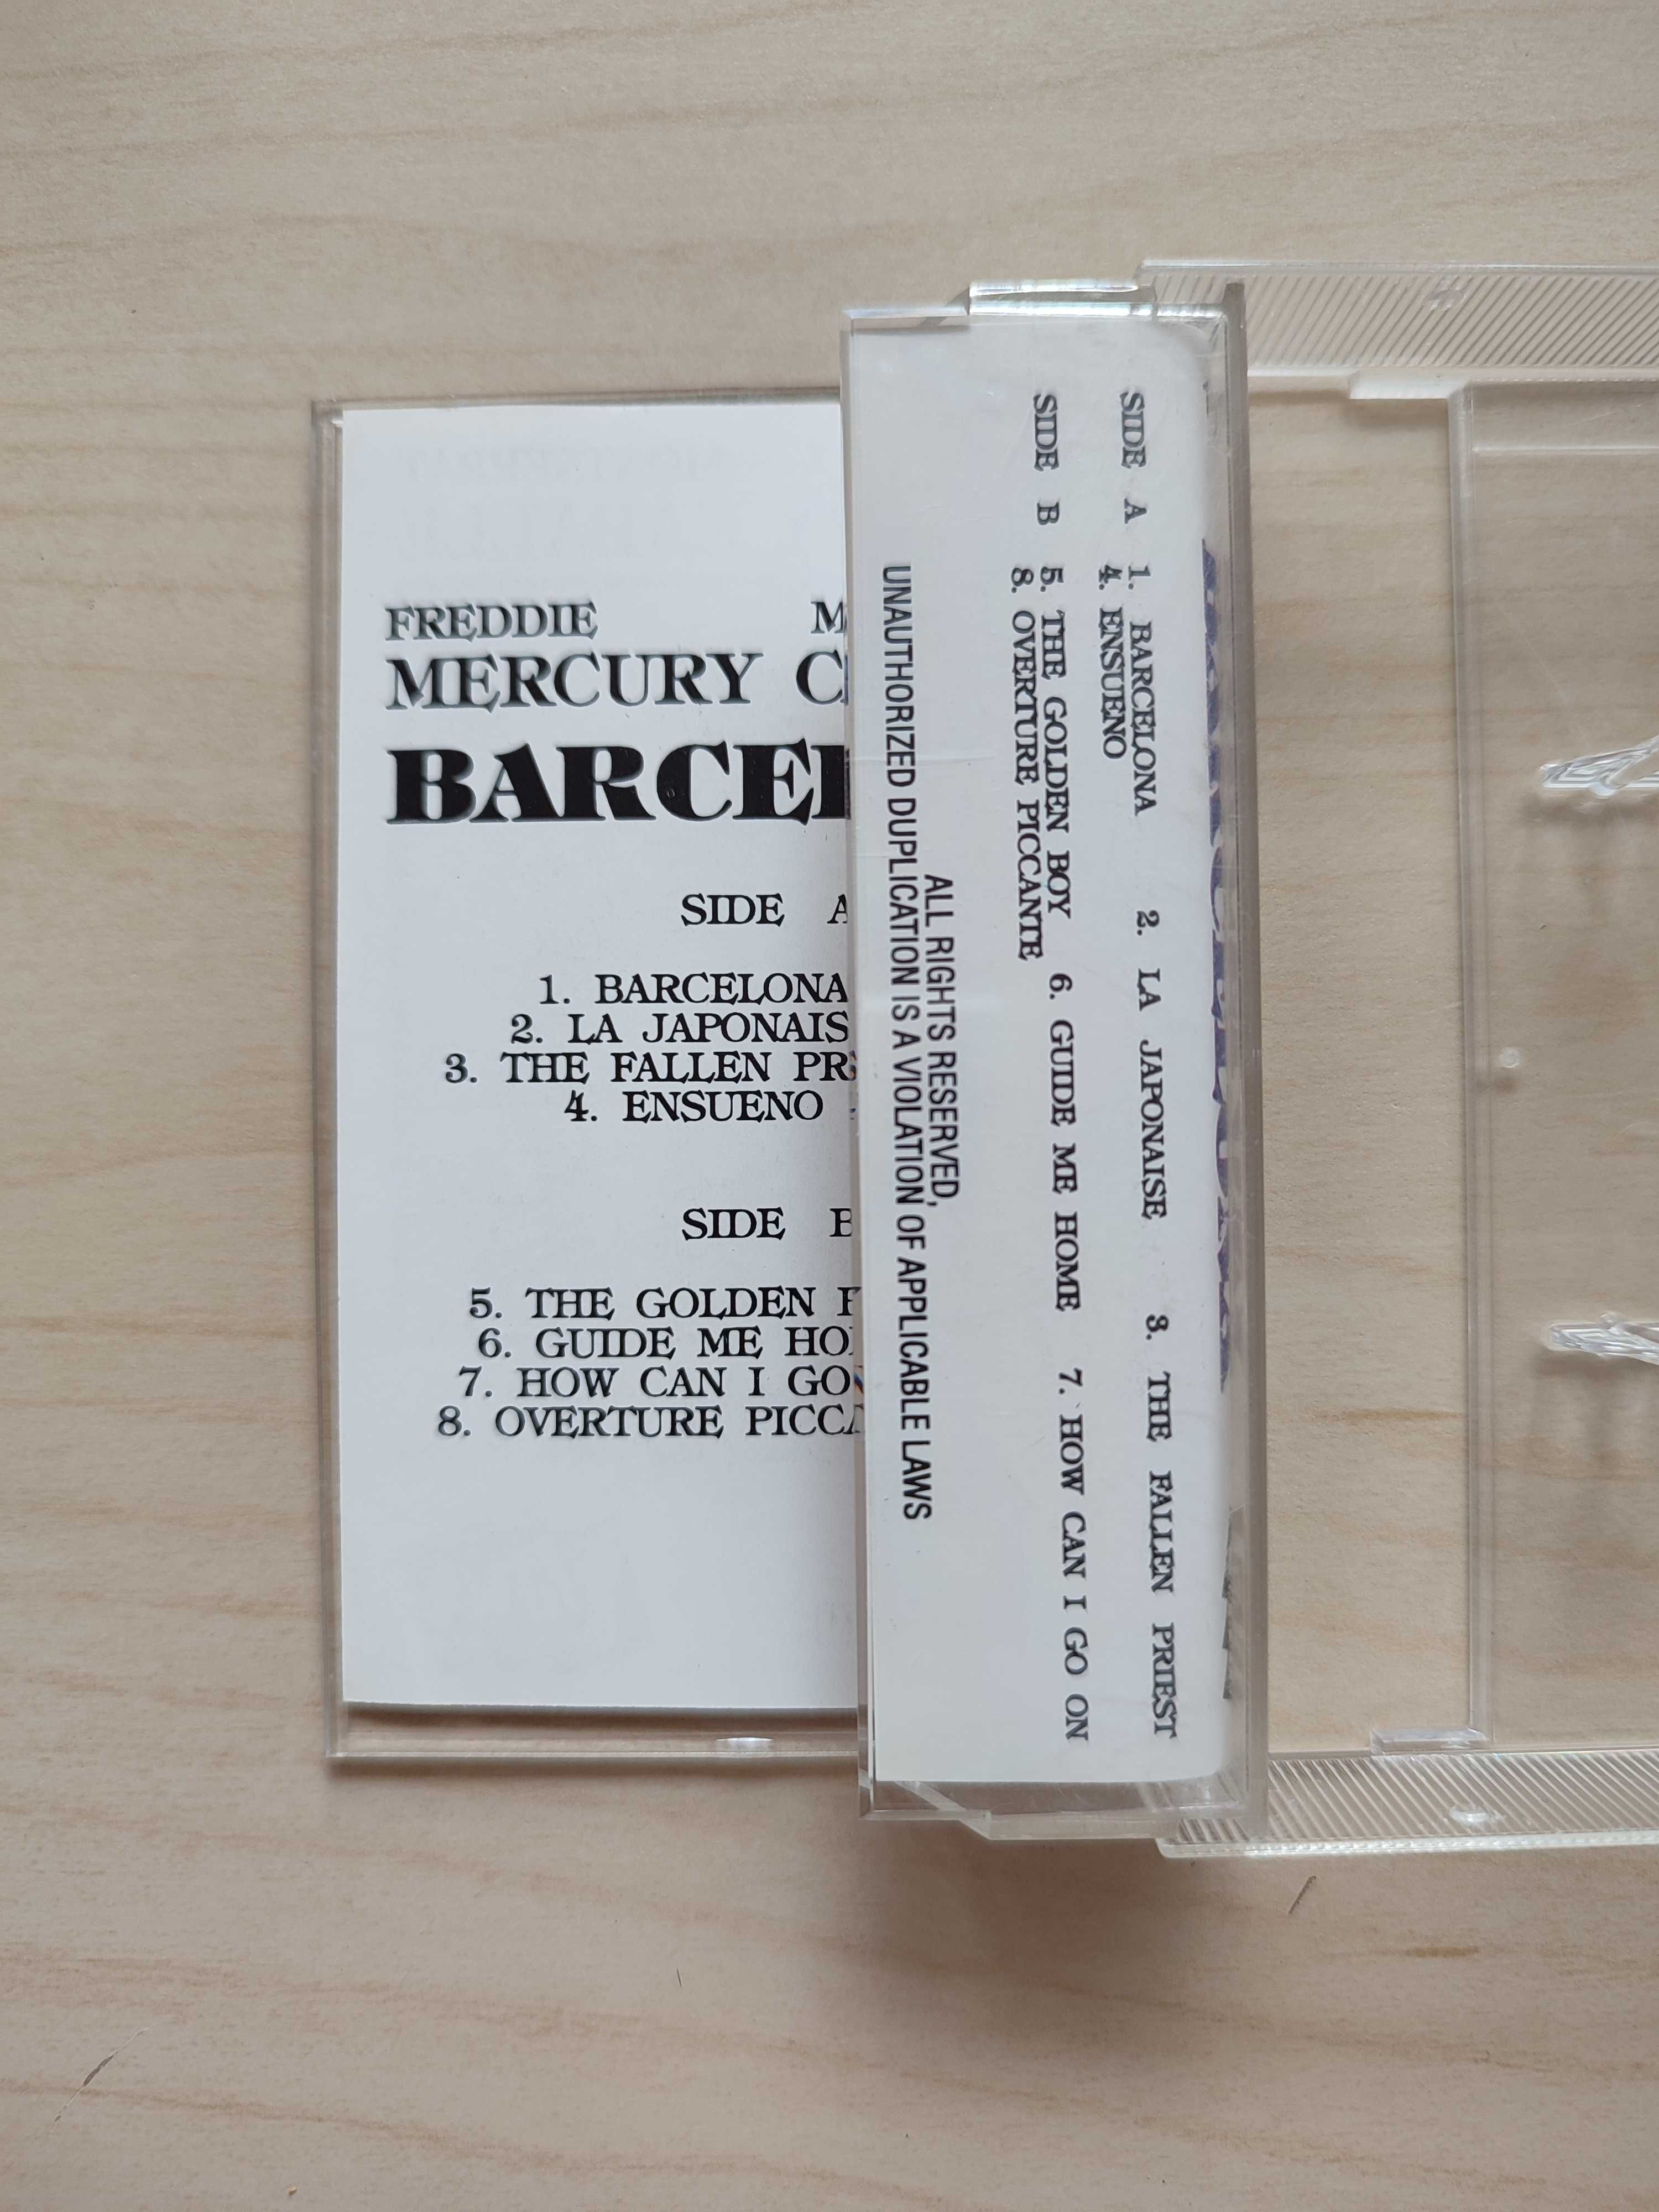 FREDDIE
MERCURY
BARCE
SIDE A
1. BARCELONA
2. LA JAPONAIS
3. THE FALLEN PR
4. ENSUENO
SIDE B
5. THE GOLDEN
6. GUIDE ME HO
7. HOW CAN I GO
8. OVERTURE PICC
SIDE A 1. BARCELONA 2. LA JAPONAISE 3. THE FALLEN PRIEST
4. ENSUENO
SIDE B 5. THE GOLDEN BOY 6. GUIDE ME HOME 7. HOW CAN I GO ON
8. OVERTURE PICCANTE
ALL RIGHTS RESERVED,
UNAUTHORIZED DUPLICATION IS A VIOLATION OF APPLICABLE LAWS